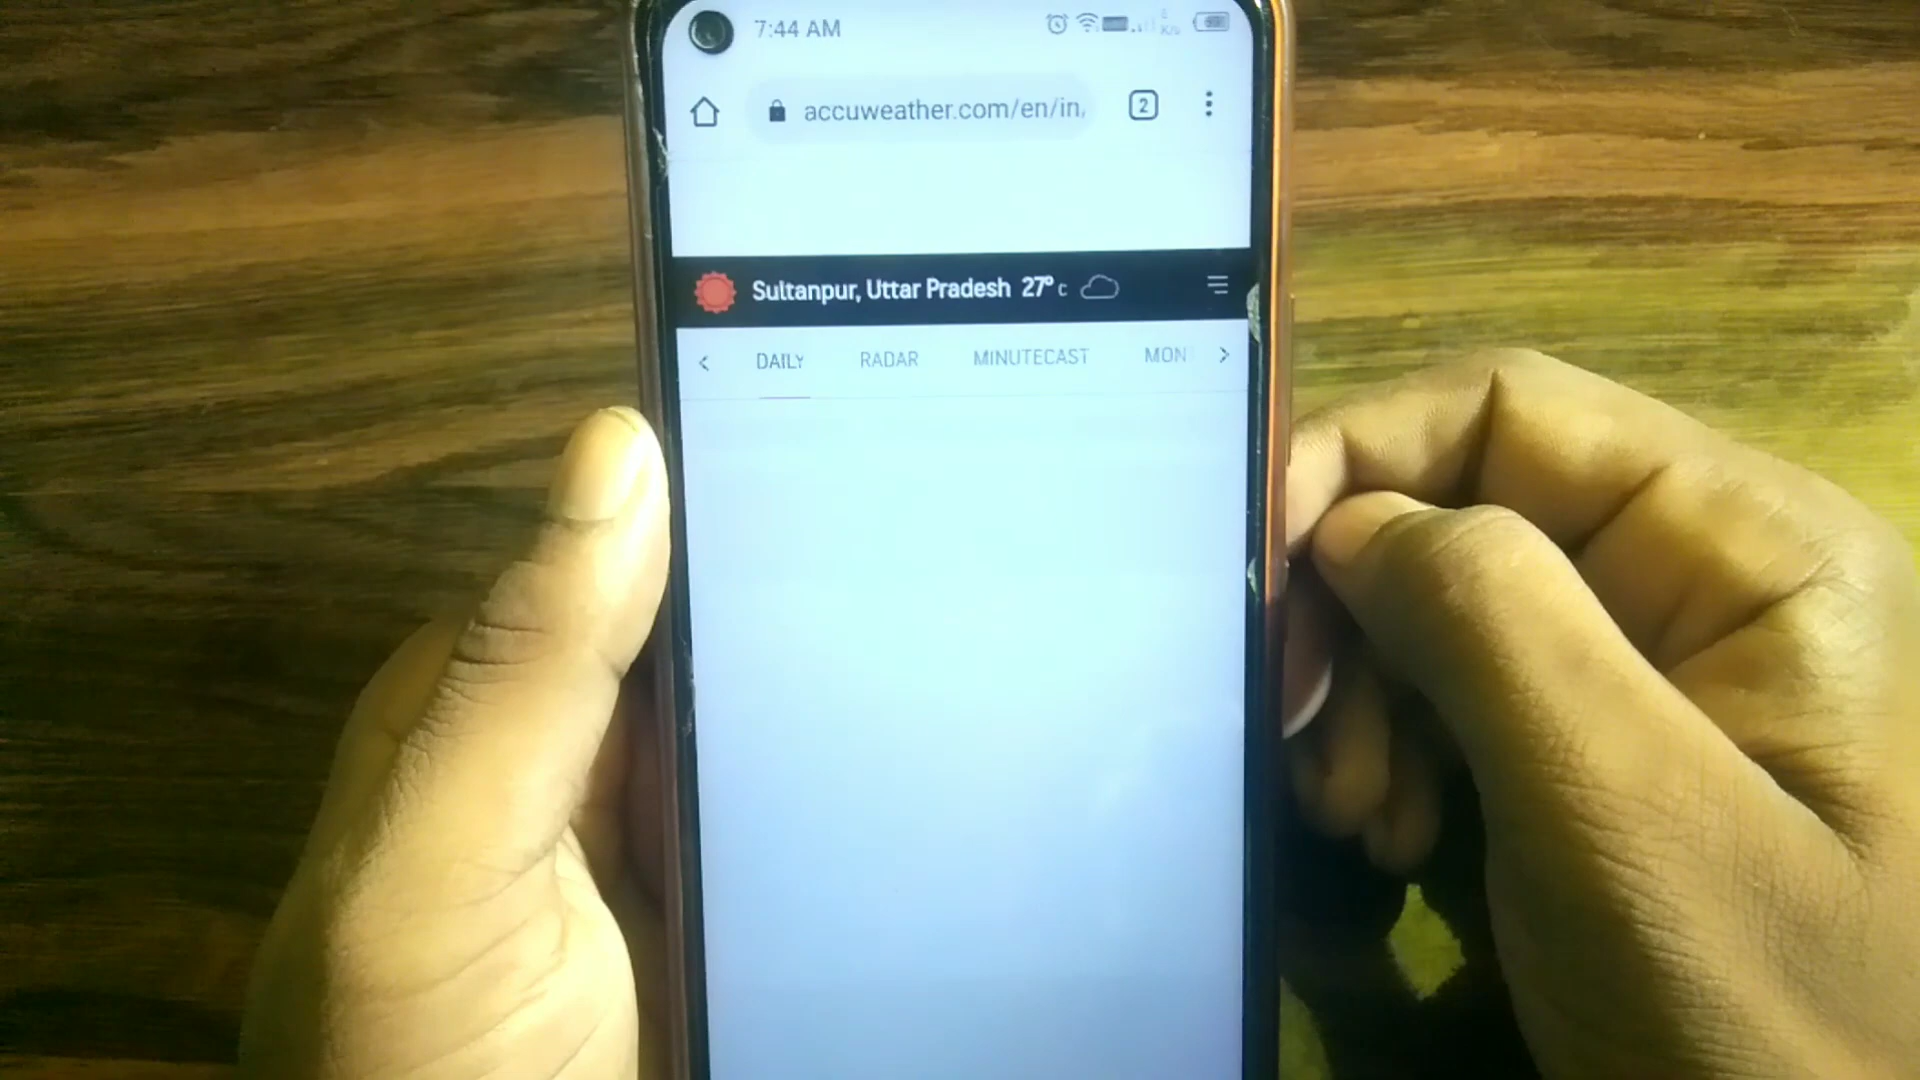 7:44 AM
accuweather.com/en/in
2
Sultanpur, Uttar Pradesh 27° c
DAILY RADAR MINUTECAST MON